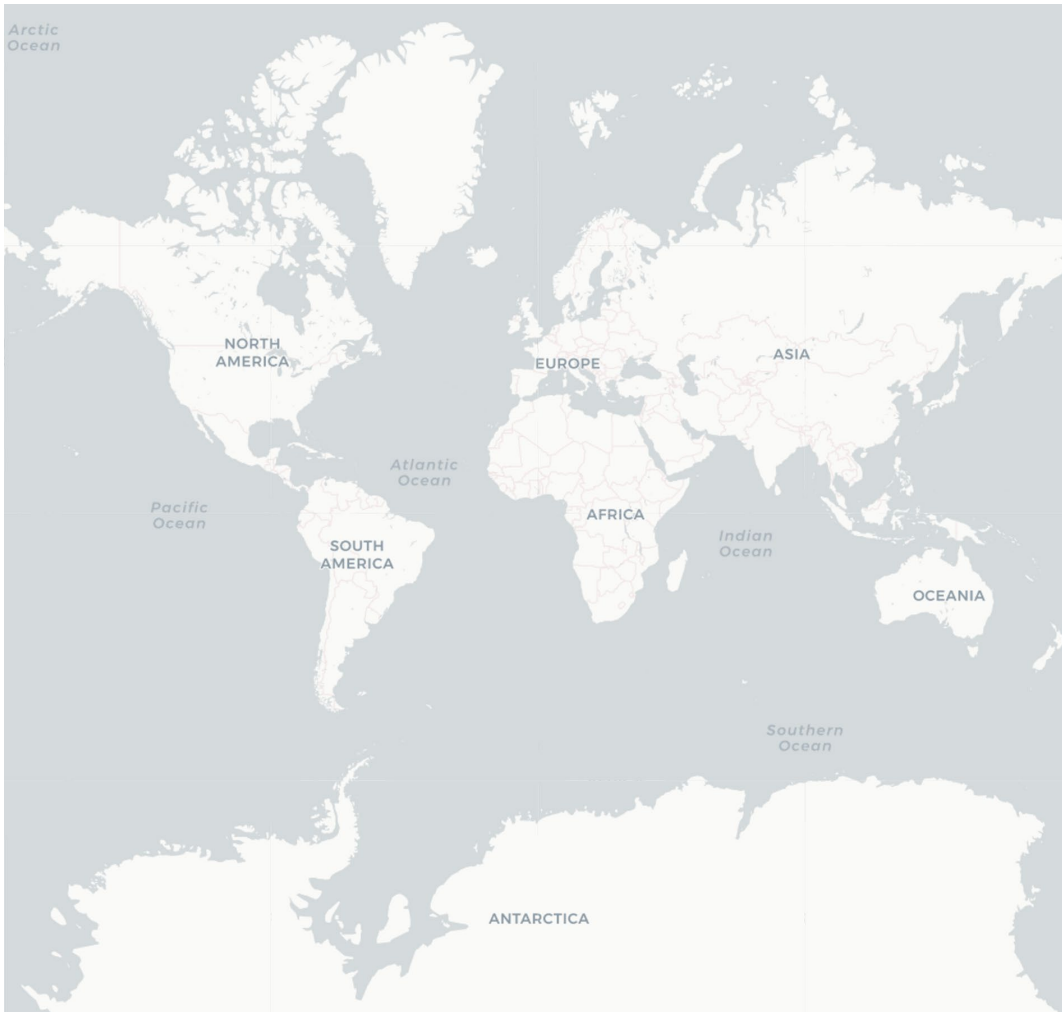 Arctic
Ocean
NORTH
AMERICA
EUROPE
ASIA
Atlantic
Ocean
Pacific
Ocean
AFRICA
Indian
Ocean
SOUTH
AMERICA
OCEANIA
Southern
Ocean
ANTARCTICA